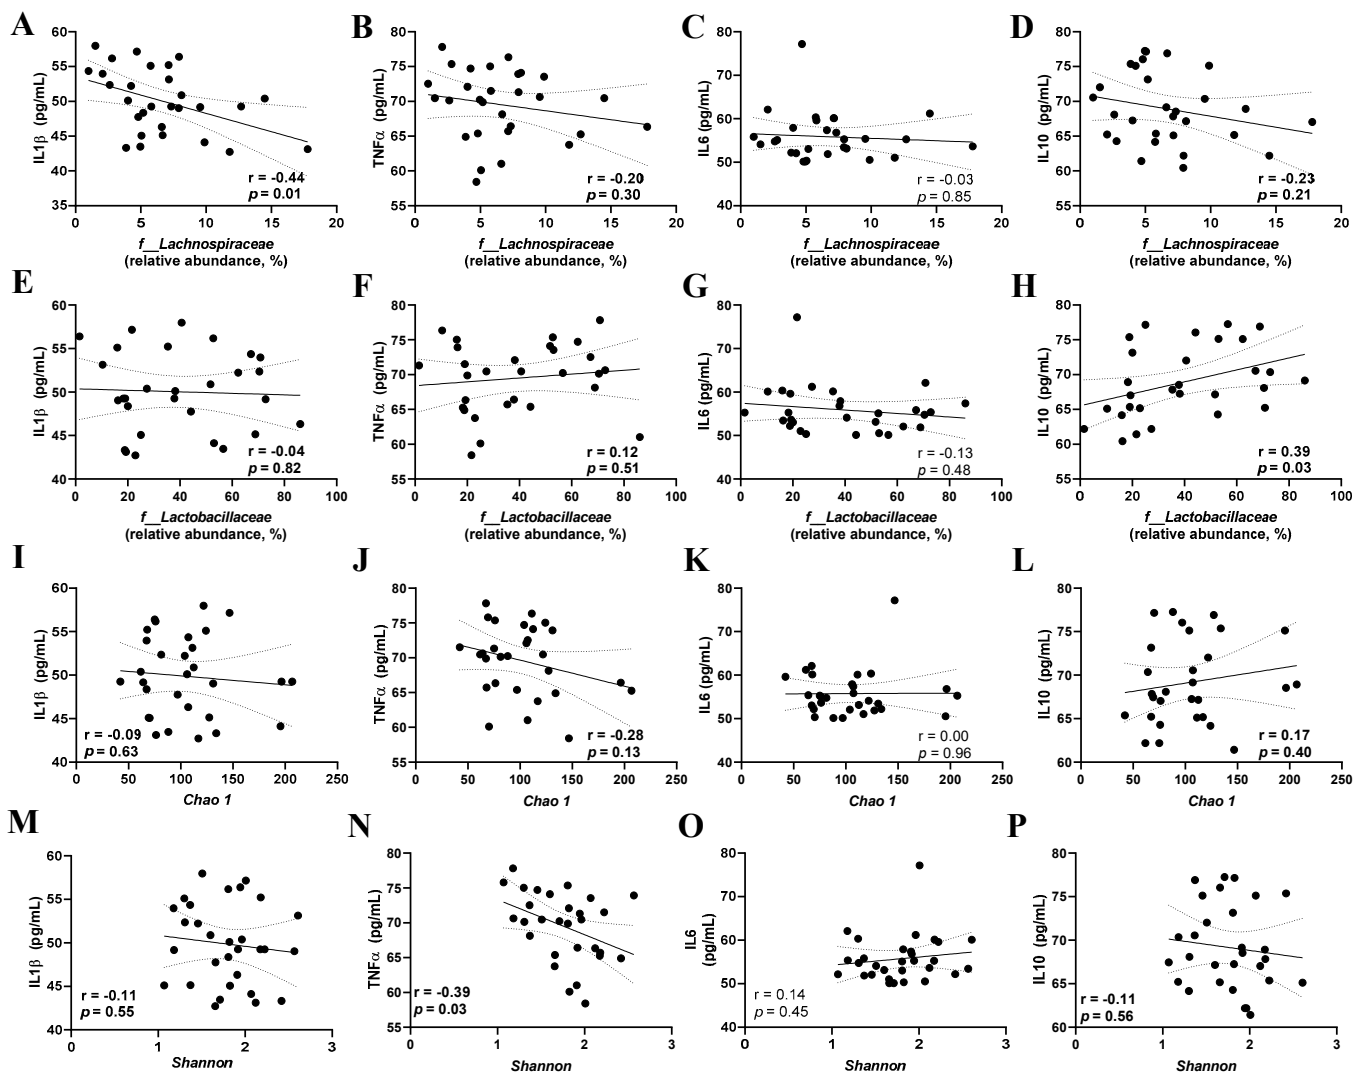 A
IL1β (pg/mL)
60
55
50
45
40
35
0
5
10
15
20
r = -0.44
p = 0.01
f__Lachnospiraceae
(relative abundance, %)
B
TNFα (pg/mL)
80
75
70
65
60
55
0
5
10
15
20
r = -0.20
p = 0.30
f__Lachnospiraceae
(relative abundance, %)
C
IL6 (pg/mL)
80
70
60
50
40
0
5
10
15
20
r = -0.03
p = 0.85
f__Lachnospiraceae
(relative abundance, %)
D
IL10 (pg/mL)
80
75
70
65
60
55
0
5
10
15
20
r = -0.23
p = 0.21
f__Lachnospiraceae
(relative abundance, %)
E
IL1β (pg/mL)
60
55
50
45
40
0
20
40
60
80
100
r = -0.04
p = 0.82
f__Lactobacillaceae
(relative abundance, %)
F
TNFα (pg/mL)
80
75
70
65
60
55
0
20
40
60
80
100
r = 0.12
p = 0.51
f__Lactobacillaceae
(relative abundance, %)
G
IL6 (pg/mL)
80
70
60
50
40
0
20
40
60
80
100
r = -0.13
p = 0.48
f__Lactobacillaceae
(relative abundance, %)
H
IL10 (pg/mL)
80
75
70
65
60
55
0
20
40
60
80
100
r = 0.39
p = 0.03
f__Lactobacillaceae
(relative abundance, %)
I
IL1β (pg/mL)
60
55
50
45
40
0
50
100
150
200
250
r = -0.09
p = 0.63
Chao 1
J
TNFα (pg/mL)
80
75
70
65
60
55
0
50
100
150
200
250
r = -0.28
p = 0.13
Chao 1
K
IL6 (pg/mL)
80
70
60
50
40
0
50
100
150
200
250
r = 0.00
p = 0.96
Chao 1
L
IL10 (pg/mL)
80
75
70
65
60
0
50
100
150
200
250
r = 0.17
p = 0.40
Chao 1
M
IL1β (pg/mL)
60
55
50
45
40
0
1
2
3
r = -0.11
p = 0.55
Shannon
N
TNFα (pg/mL)
80
75
70
65
60
55
0
1
2
3
r = -0.39
p = 0.03
Shannon
O
IL6
(pg/mL)
80
70
60
50
40
0
1
2
3
r = 0.14
p = 0.45
Shannon
P
IL10 (pg/mL)
80
75
70
65
60
0
1
2
3
r = -0.11
p = 0.56
Shannon